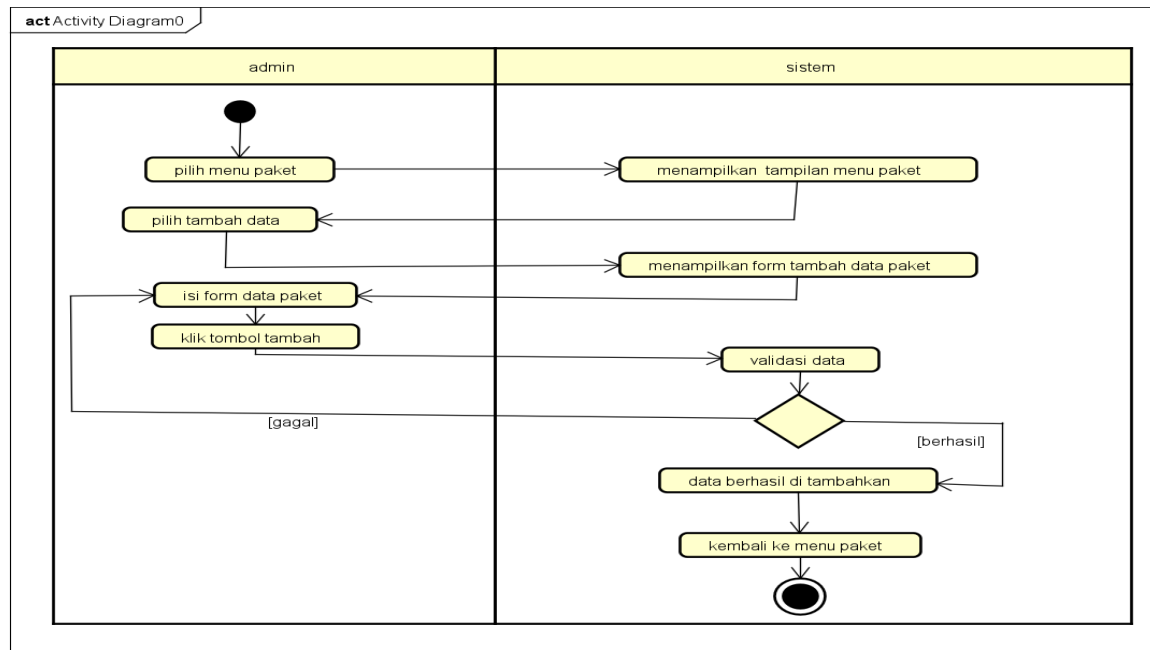 act Activity Diagram0
admin
sistem
pilih menu paket
menampilkan tampilan menu paket
pilih tambah data
menampilkan form tambah data paket
isi form data paket
klik tombol tambah
validasi data
[gagal]
[berhasil]
data berhasil di tambahkan
kembali ke menu paket